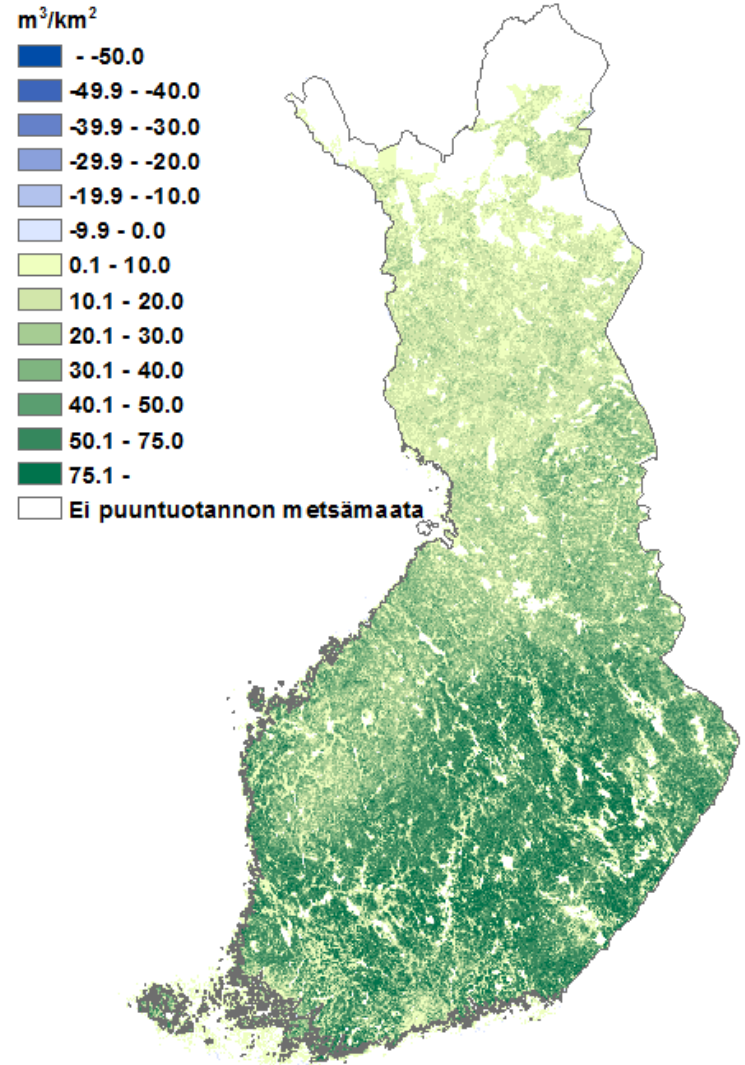 m³/km²
- -50.0
-49.9 - -40.0
-39.9 - -30.0
-29.9 - -20.0
-19.9 - -10.0
-9.9 - 0.0
0.1 - 10.0
10.1 - 20.0
20.1 - 30.0
30.1 - 40.0
40.1 - 50.0
50.1 - 75.0
75.1 -
Ei puuntuotannon metsämaata